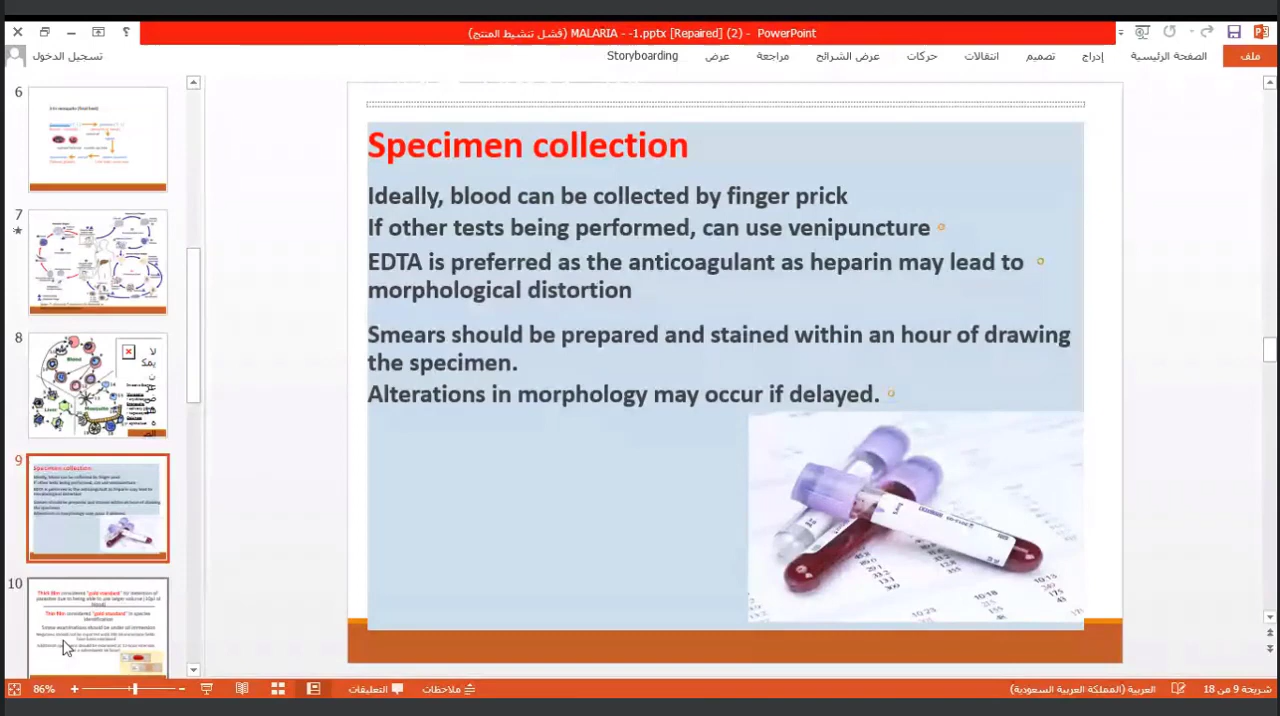 MALARIA - -1.pptx [Repaired] (2) - PowerPoint (فشل تنشيط المنتج)
ملف
الصفحة الرئيسية
إدراج
تصميم
انتقالات
حركات
عرض الشرائح
مراجعة
عرض
Storyboarding
تسجيل الدخول
6
7
8
9
10
Specimen collection
Ideally, blood can be collected by finger prick
If other tests being performed, can use venipuncture
EDTA is preferred as the anticoagulant as heparin may lead to
morphological distortion
Smears should be prepared and stained within an hour of drawing
the specimen.
Alterations in morphology may occur if delayed.
شريحة 9 من 18
العربية (المملكة العربية السعودية)
ملاحظات
التعليقات
86%